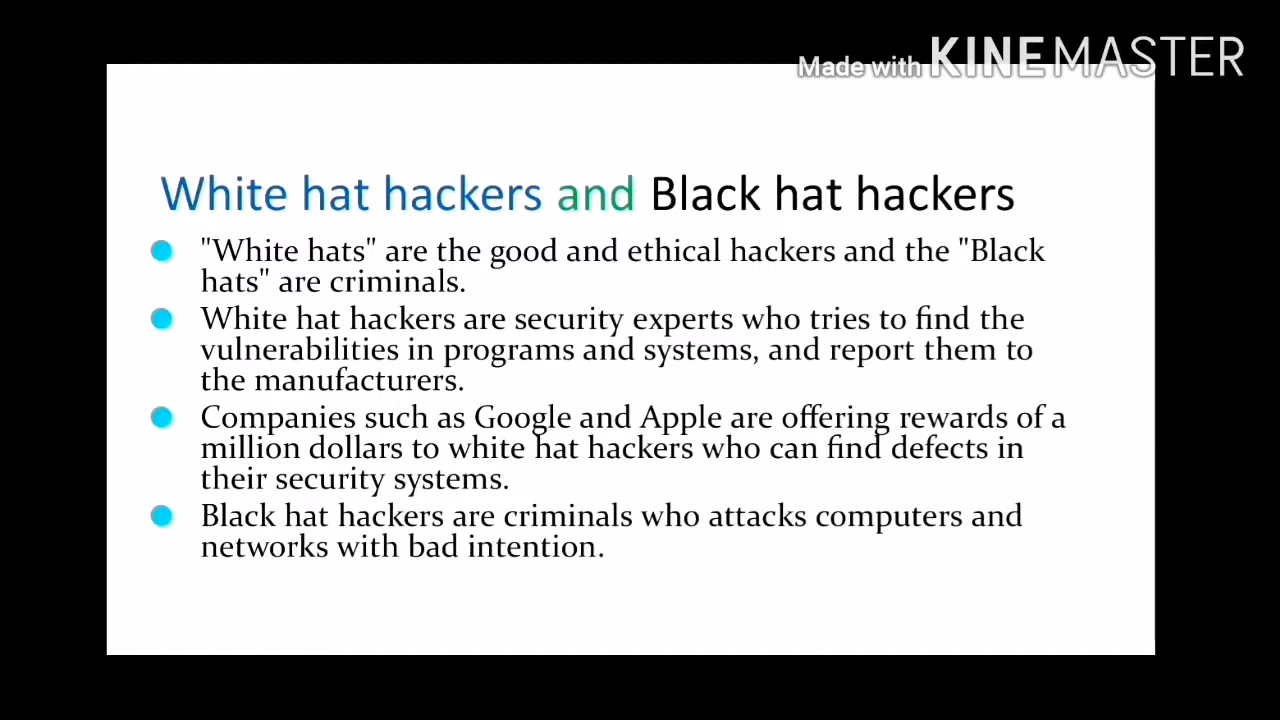 Made with KINEMASTER
White hat hackers and Black hat hackers
"White hats" are the good and ethical hackers and the "Black
hats" are criminals.
White hat hackers are security experts who tries to find the
vulnerabilities in programs and systems, and report them to
the manufacturers.
Companies such as Google and Apple are offering rewards of a
million dollars to white hat hackers who can find defects in
their security systems.
Black hat hackers are criminals who attacks computers and
networks with bad intention.